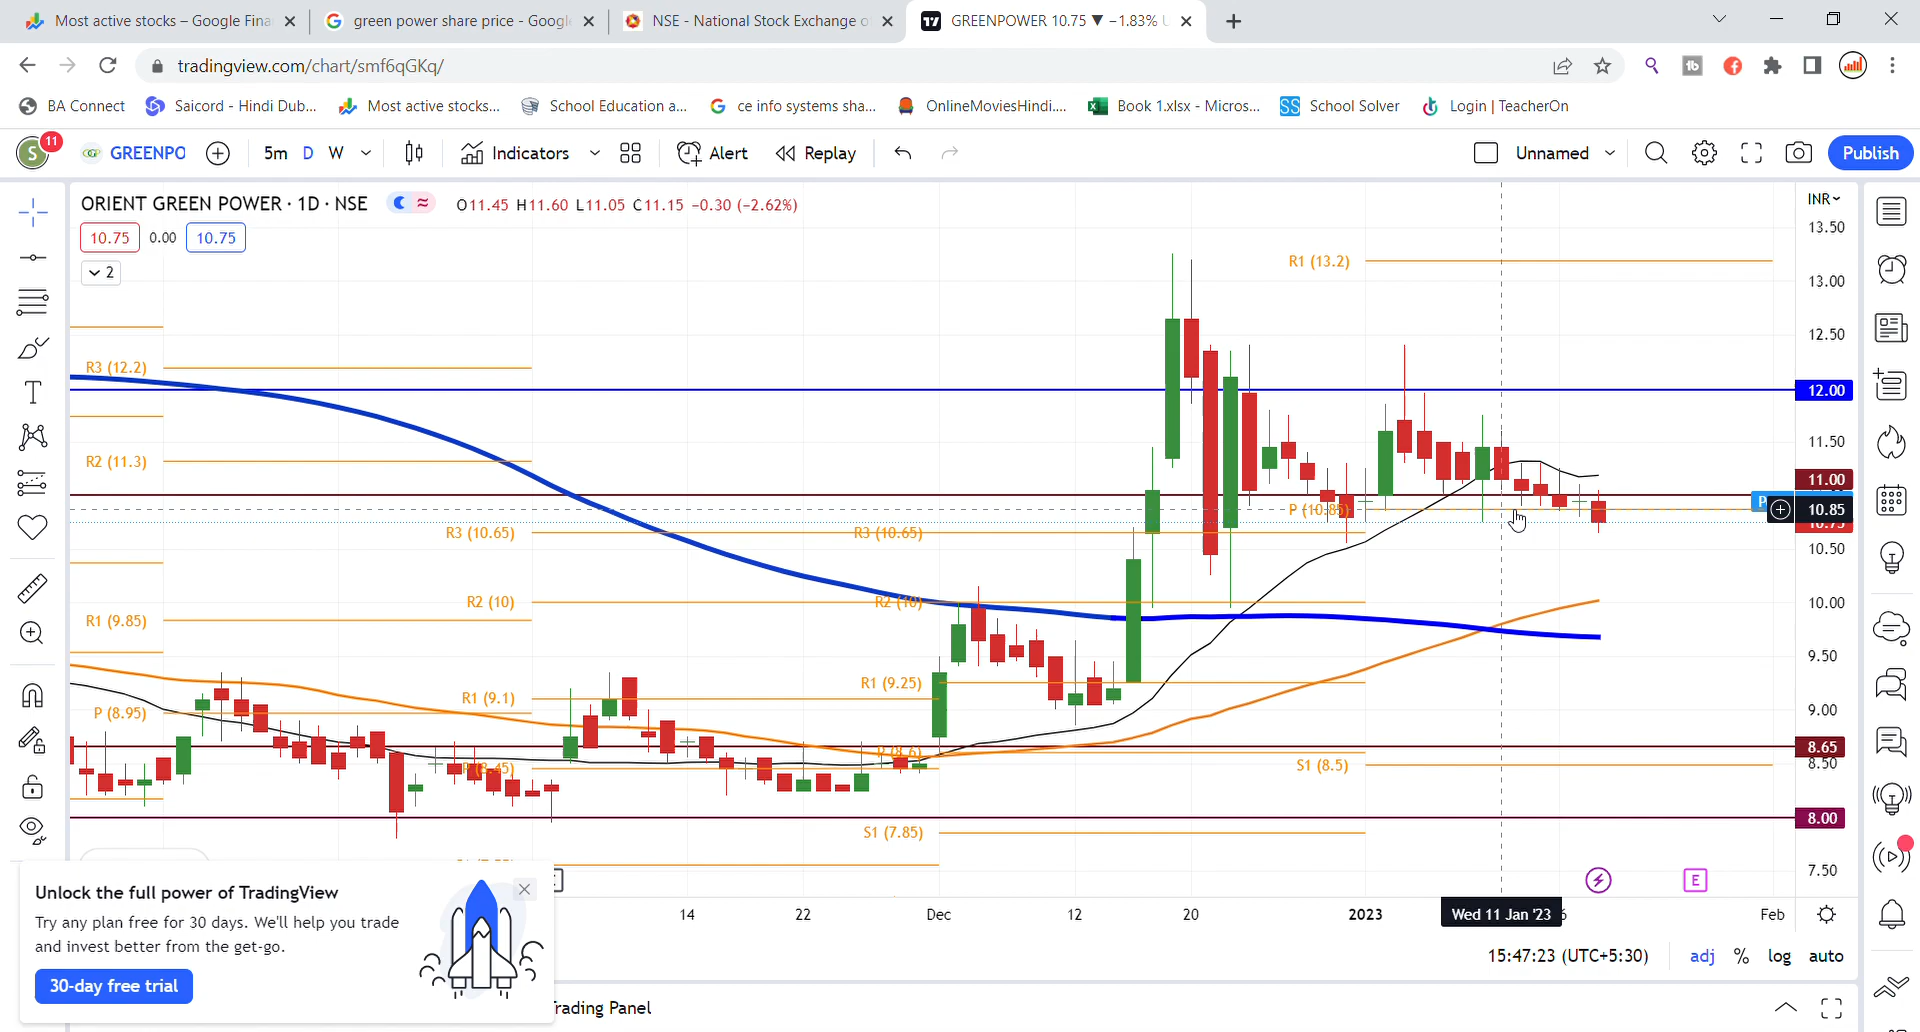 Most active stocks – Google Fina
green power share price - Google
NSE - National Stock Exchange o
GREENPOWER 10.75 ▼ −1.83% U
tradingview.com/chart/smf6qGKq/
BA Connect
Saicord - Hindi Dub...
Most active stocks...
School Education a...
ce info systems sha...
OnlineMoviesHindi....
Book 1.xlsx - Micros...
School Solver
Login | TeacherOn
S
11
GREENPO
5m
D
W
Indicators
Alert
Replay
Unnamed
Publish
ORIENT GREEN POWER · 1D · NSE
O11.45 H11.60 L11.05 C11.15 −0.30 (−2.62%)
INR
10.75
0.00
10.75
2
13.50
R1 (13.2)
13.00
12.50
R3 (12.2)
12.00
11.50
R2 (11.3)
11.00
P (10.85)
P
10.85
10.75
R3 (10.65)
R3 (10.65)
10.50
R2 (10)
R2 (10)
10.00
R1 (9.85)
9.50
R1 (9.25)
R1 (9.1)
P (8.95)
9.00
8.65
P (8.6)
8.50
P (8.45)
S1 (8.5)
8.00
S1 (7.85)
7.50
E
Unlock the full power of TradingView
Try any plan free for 30 days. We'll help you trade
and invest better from the get-go.
30-day free trial
14
22
Dec
12
20
2023
Wed 11 Jan '23
Feb
15:47:23 (UTC+5:30)
adj
%
log
auto
Trading Panel